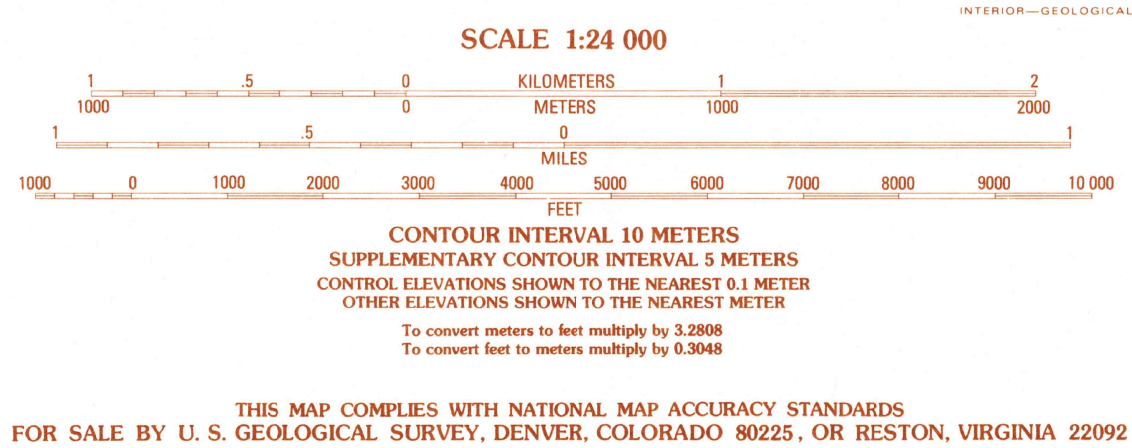 INTERIOR—GEOLOGICAL
SCALE 1:24 000
1 .5 0 KILOMETERS 1 2
1000 0 METERS 1000 2000
1 .5 0 1
MILES
1000 0 1000 2000 3000 4000 5000 6000 7000 8000 9000 10 000
FEET
CONTOUR INTERVAL 10 METERS
SUPPLEMENTARY CONTOUR INTERVAL 5 METERS
CONTROL ELEVATIONS SHOWN TO THE NEAREST 0.1 METER
OTHER ELEVATIONS SHOWN TO THE NEAREST METER
To convert meters to feet multiply by 3.2808
To convert feet to meters multiply by 0.3048
THIS MAP COMPLIES WITH NATIONAL MAP ACCURACY STANDARDS
FOR SALE BY U. S. GEOLOGICAL SURVEY, DENVER, COLORADO 80225, OR RESTON, VIRGINIA 22092